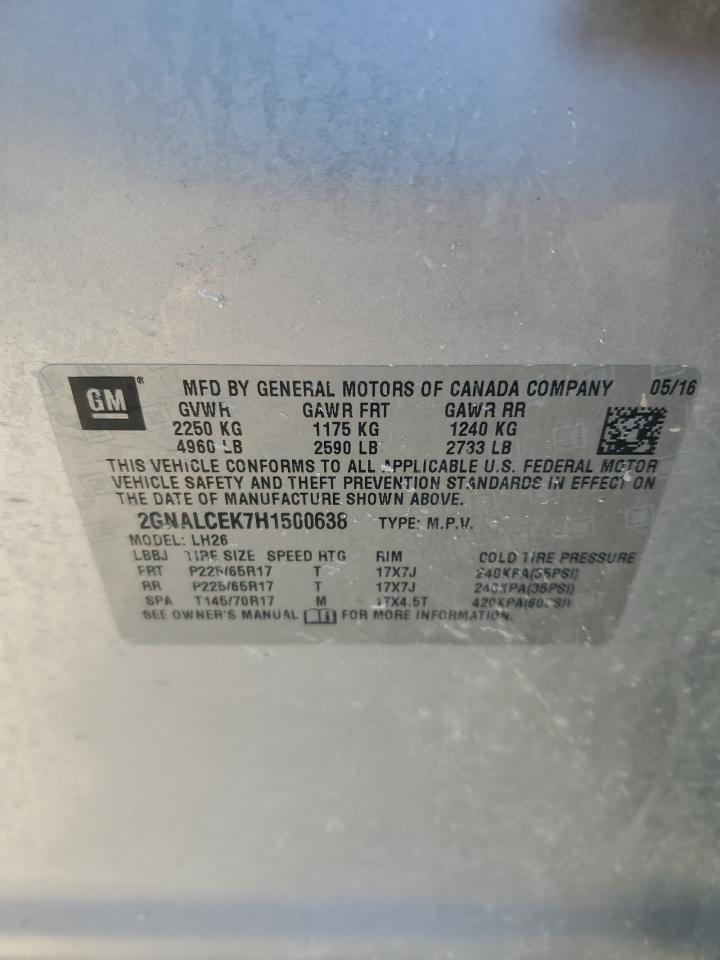 GM®
MFD BY GENERAL MOTORS OF CANADA COMPANY 05/16
GVWR GAWR FRT GAWR RR
2250 KG 1175 KG 1240 KG
4960 LB 2590 LB 2733 LB
THIS VEHICLE CONFORMS TO ALL APPLICABLE U.S. FEDERAL MOTOR
VEHICLE SAFETY AND THEFT PREVENTION STANDARDS IN EFFECT ON
THE DATE OF MANUFACTURE SHOWN ABOVE.
2GNALCEK7H1500638 TYPE: M.P.V.
MODEL: LH26
LBBJ TIRE SIZE SPEED RTG RIM COLD TIRE PRESSURE
FRT P225/65R17 T 17X7J 240KPA(35PSI)
RR P225/65R17 T 17X7J 240KPA(35PSI)
SPA T145/70R17 M 17X4.5T 420KPA(60PSI)
SEE OWNER'S MANUAL FOR MORE INFORMATION.